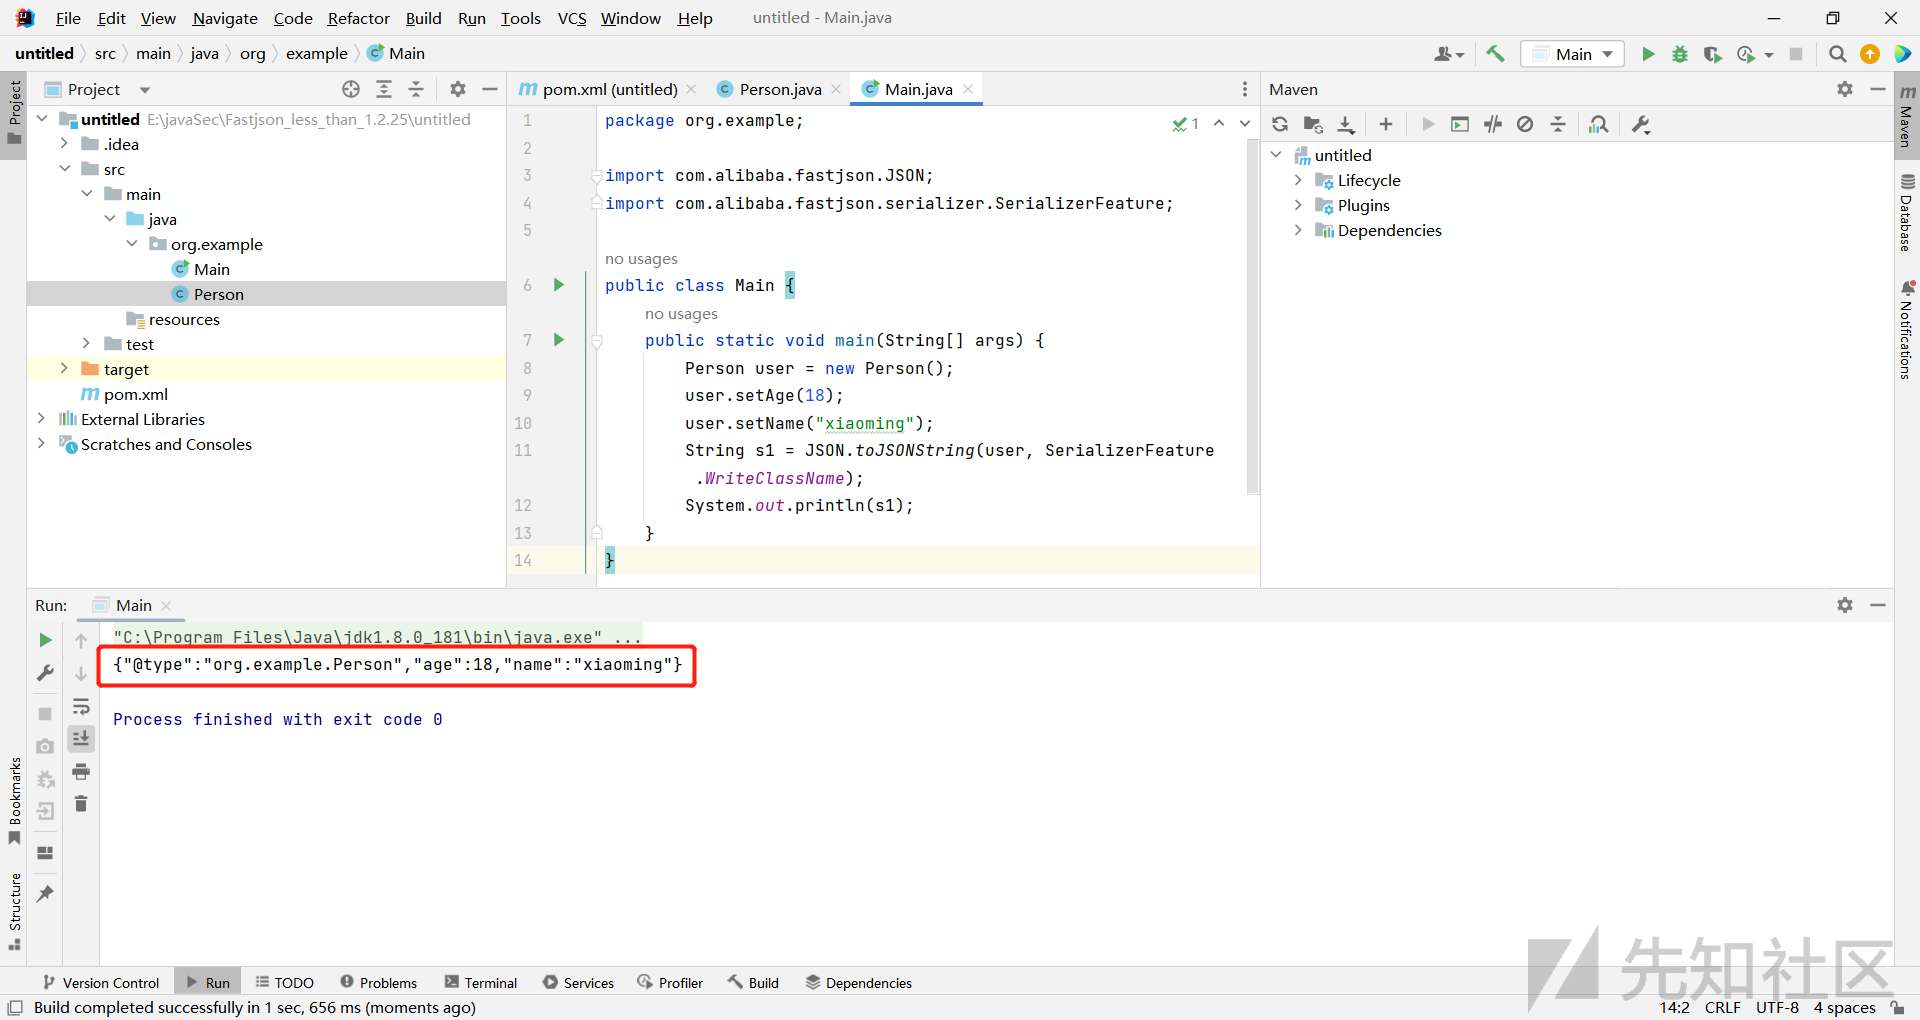 File Edit View Navigate Code Refactor Build Run Tools VCS Window Help untitled - Main.java
untitled src main java org example Main
Main
Project
Project
untitled E:\javaSec\Fastjson_less_than_1.2.25\untitled
.idea
src
main
java
org.example
Main
Person
resources
test
target
pom.xml
External Libraries
Scratches and Consoles
pom.xml (untitled) Person.java Main.java
1
1 package org.example;
2
3 import com.alibaba.fastjson.JSON;
4 import com.alibaba.fastjson.serializer.SerializerFeature;
5
no usages
6 public class Main {
no usages
7 public static void main(String[] args) {
8 Person user = new Person();
9 user.setAge(18);
10 user.setName("xiaoming");
11 String s1 = JSON.toJSONString(user, SerializerFeature
.WriteClassName);
12 System.out.println(s1);
13 }
14 }
Maven
untitled
Lifecycle
Plugins
Dependencies
Maven
Database
Notifications
Run: Main
"C:\Program Files\Java\jdk1.8.0_181\bin\java.exe" ...
{"@type":"org.example.Person","age":18,"name":"xiaoming"}
Process finished with exit code 0
Bookmarks
Structure
Version Control Run TODO Problems Terminal Services Profiler Build Dependencies
Build completed successfully in 1 sec, 656 ms (moments ago)
14:2 CRLF UTF-8 4 spaces
先知社区